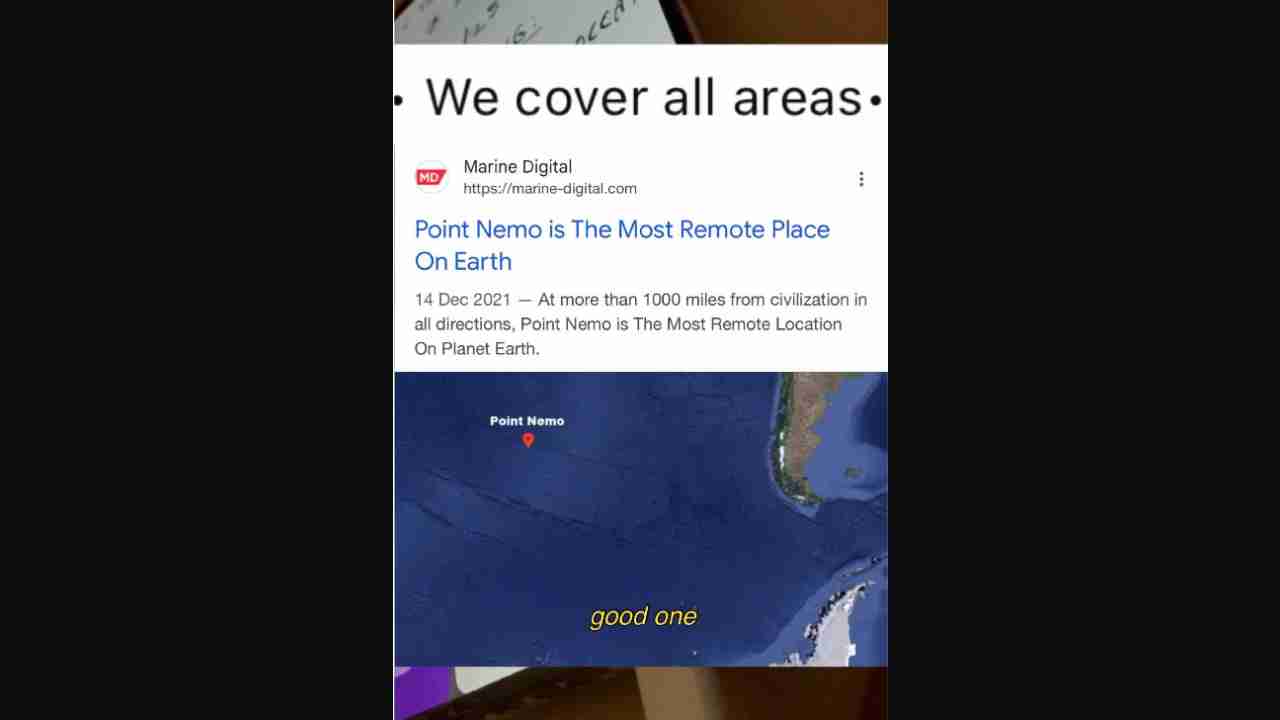 125
• We cover all areas •
MD
Marine Digital
https://marine-digital.com
Point Nemo is The Most Remote Place
On Earth
14 Dec 2021 — At more than 1000 miles from civilization in
all directions, Point Nemo is The Most Remote Location
On Planet Earth.
Point Nemo
good one